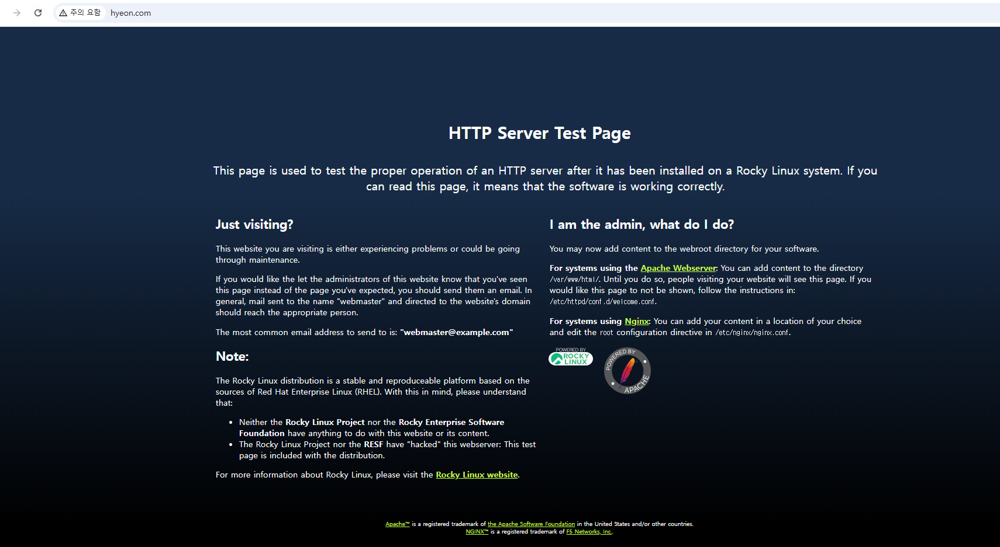 주의 요함 hyeon.com
HTTP Server Test Page
This page is used to test the proper operation of an HTTP server after it has been installed on a Rocky Linux system. If you
can read this page, it means that the software is working correctly.
Just visiting?
This website you are visiting is either experiencing problems or could be going
through maintenance.
If you would like the let the administrators of this website know that you've seen
this page instead of the page you've expected, you should send them an email. In
general, mail sent to the name "webmaster" and directed to the website's domain
should reach the appropriate person.
The most common email address to send to is: "webmaster@example.com"
Note:
The Rocky Linux distribution is a stable and reproduceable platform based on the
sources of Red Hat Enterprise Linux (RHEL). With this in mind, please understand
that:
• Neither the Rocky Linux Project nor the Rocky Enterprise Software
Foundation have anything to do with this website or its content.
• The Rocky Linux Project nor the RESF have "hacked" this webserver: This test
page is included with the distribution.
For more information about Rocky Linux, please visit the Rocky Linux website.
I am the admin, what do I do?
You may now add content to the webroot directory for your software.
For systems using the Apache Webserver: You can add content to the directory
/var/www/html/. Until you do so, people visiting your website will see this page. If you
would like this page to not be shown, follow the instructions in:
/etc/httpd/conf.d/welcome.conf.
For systems using Nginx: You can add your content in a location of your choice
and edit the root configuration directive in /etc/nginx/nginx.conf.
POWERED BY
ROCKY
LINUX
POWERED BY
APACHE
Apache™ is a registered trademark of the Apache Software Foundation in the United States and/or other countries.
NGINX™ is a registered trademark of F5 Networks, Inc..